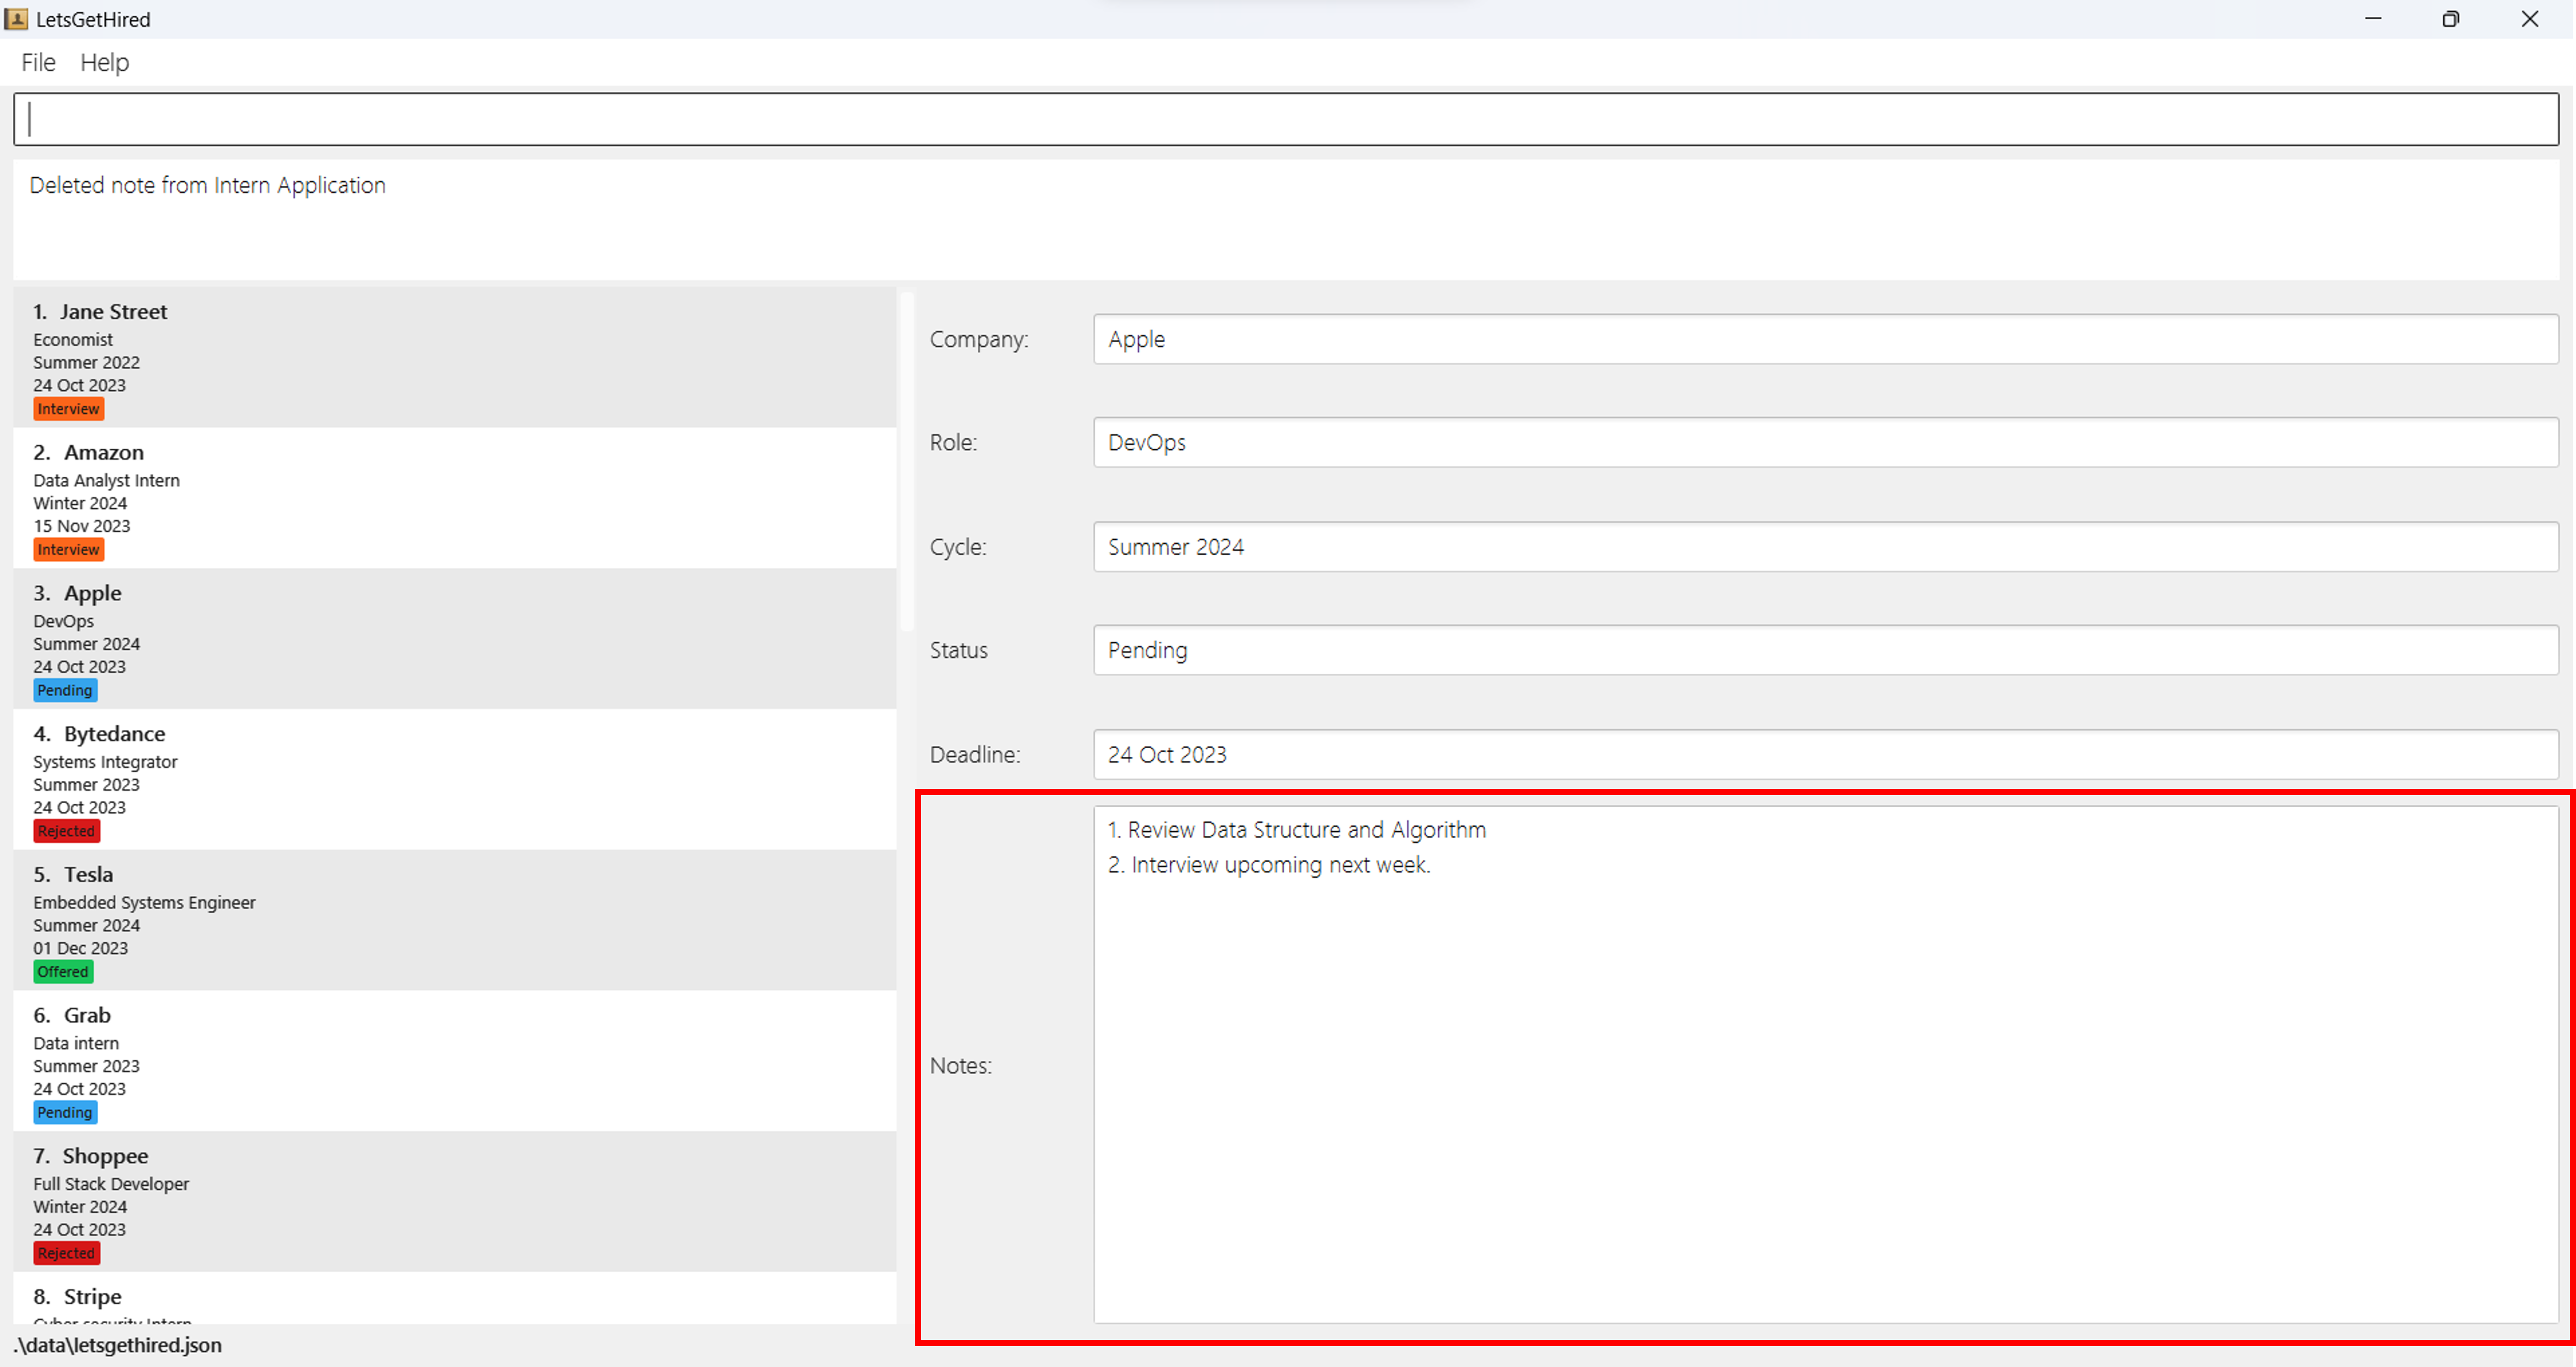 LetsGetHired
File Help
Deleted note from Intern Application
1. Jane Street
Economist
Summer 2022
24 Oct 2023
Interview
2. Amazon
Data Analyst Intern
Winter 2024
15 Nov 2023
Interview
3. Apple
DevOps
Summer 2024
24 Oct 2023
Pending
4. Bytedance
Systems Integrator
Summer 2023
24 Oct 2023
Rejected
5. Tesla
Embedded Systems Engineer
Summer 2024
01 Dec 2023
Offered
6. Grab
Data intern
Summer 2023
24 Oct 2023
Pending
7. Shoppee
Full Stack Developer
Winter 2024
24 Oct 2023
Rejected
8. Stripe
Cyber security Intern
Company: Apple
Role: DevOps
Cycle: Summer 2024
Status Pending
Deadline: 24 Oct 2023
Notes:
1. Review Data Structure and Algorithm
2. Interview upcoming next week.
.\data\letsgethired.json